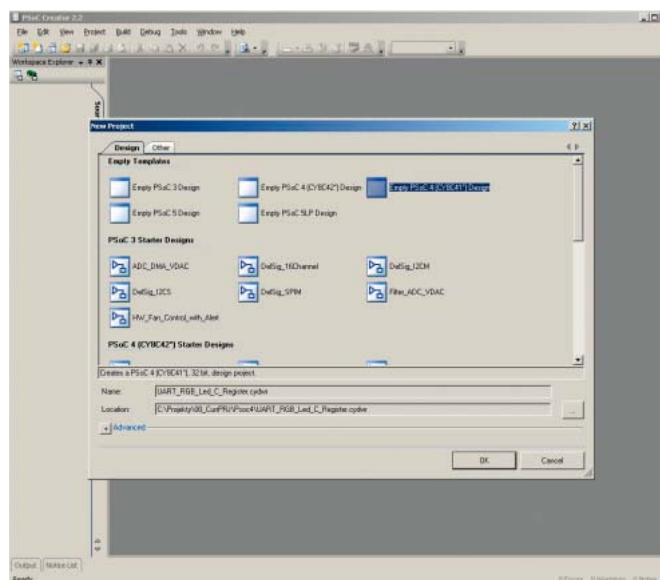 PSoC Creator 2.2
File Edit View Project Build Debug Tools Window Help
Workspace Explorer
New Project
Design Other
Empty Templates
Empty PSoC 3 Design Empty PSoC 4 (CY8C42*) Design Empty PSoC 4 (CY8C41*) Design
Empty PSoC 5 Design Empty PSoC 5LP Design
PSoC 3 Starter Designs
ADC_DMA_VDAC DelSig_16Channel DelSig_I2CM
DelSig_I2CS DelSig_SPIM Filter_ADC_VDAC
HW_Fan_Control_with_Alert
PSoC 4 (CY8C42*) Starter Designs
Creates a PSoC 4 (CY8C41*), 32 bit, design project.
Name: UART_RGB_Led_C_Register.cydwr
Location: C:\Projekty\00_CurrPRJ\Psoc4\UART_RGB_Led_C_Register.cydwr ...
Advanced
OK Cancel
Output Notice List
Ready